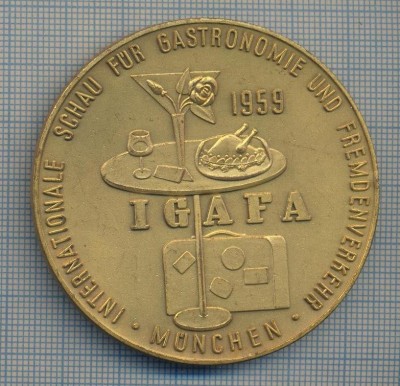 · INTERNATIONALE SCHAU FÜR GASTRONOMIE UND FREMDENVERKEHR ·
1959
IGAFA
MÜNCHEN